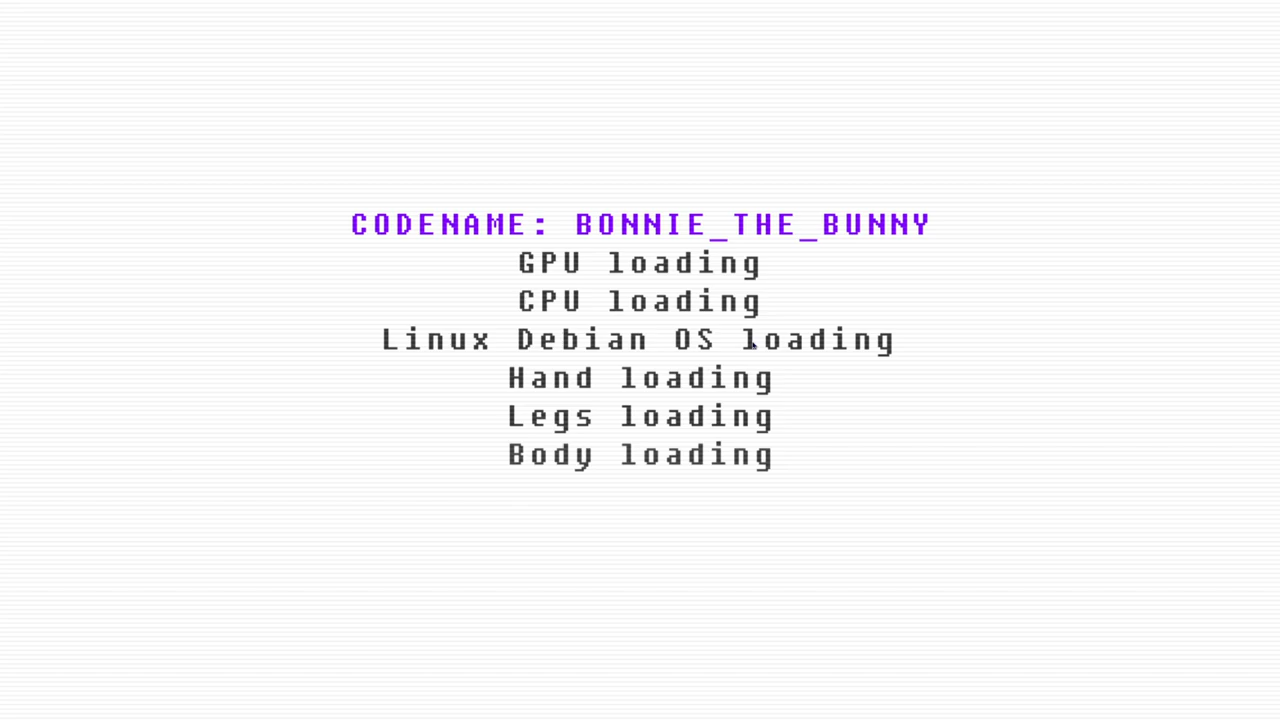 CODENAME: BONNIE_THE_BUNNY
GPU loading
CPU loading
Linux Debian OS loading
Hand loading
Legs loading
Body loading